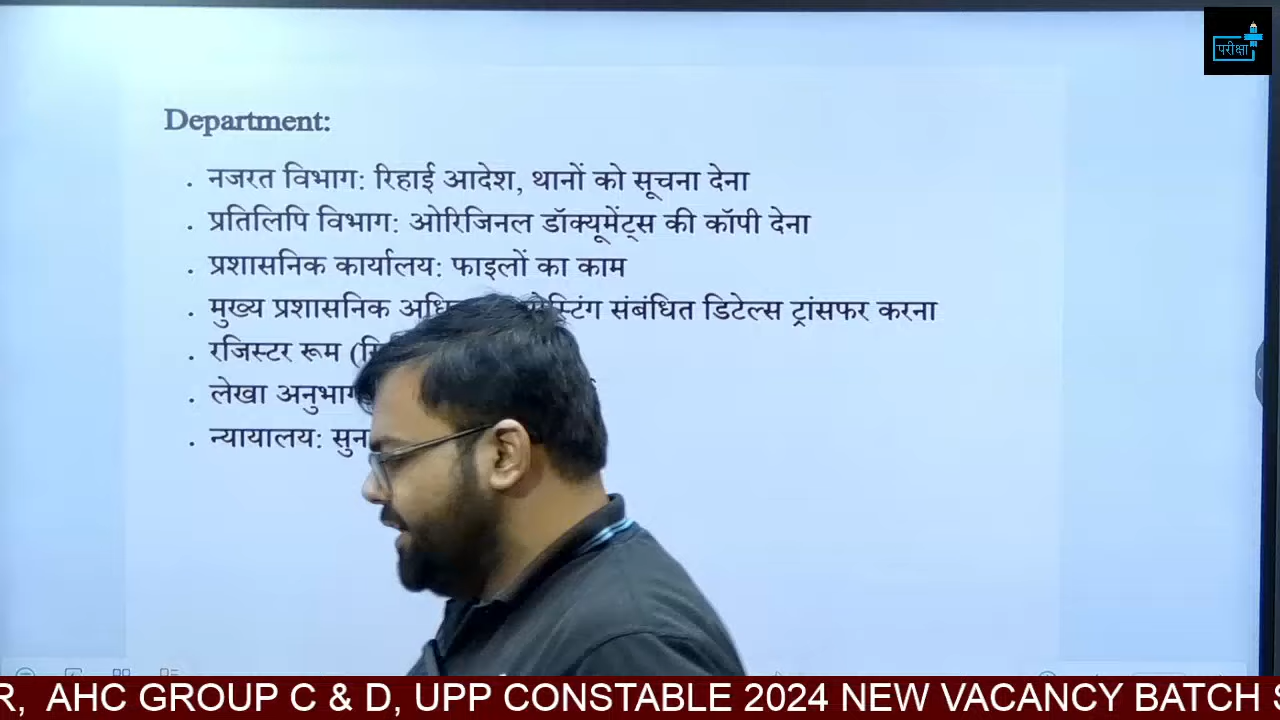 परीक्षा
Department:
. नजरत विभाग: रिहाई आदेश, थानों को सूचना देना
. प्रतिलिपि विभाग: ओरिजिनल डॉक्यूमेंट्स की कॉपी देना
. प्रशासनिक कार्यालय: फाइलों का काम
. मुख्य प्रशासनिक संबंधित डिटेल्स ट्रांसफर करना
. रजिस्टर रूम
. लेखा अनुभाग
. न्यायालय:
R, AHC GROUP C & D, UPP CONSTABLE 2024 NEW VACANCY BATCH S